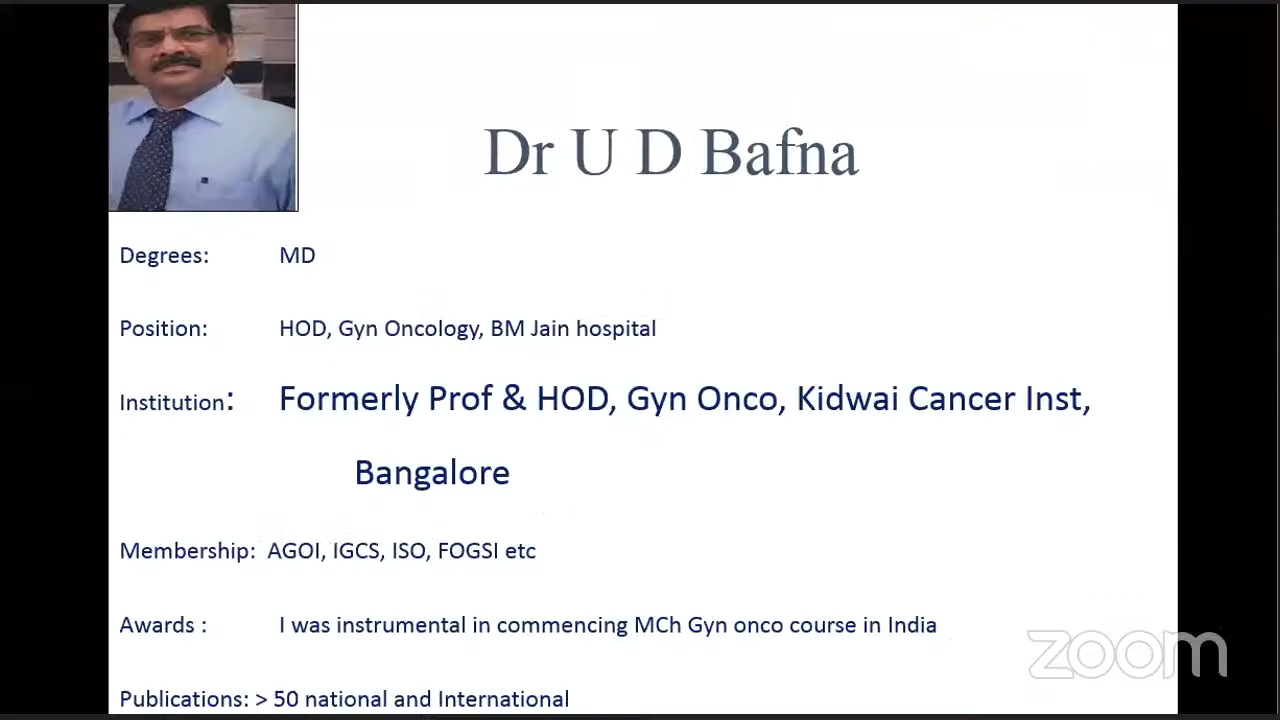 Dr U D Bafna
Degrees: MD
Position: HOD, Gyn Oncology, BM Jain hospital
Institution: Formerly Prof & HOD, Gyn Onco, Kidwai Cancer Inst,
Bangalore
Membership: AGOI, IGCS, ISO, FOGSI etc
Awards : I was instrumental in commencing MCh Gyn onco course in India
zoom
Publications: > 50 national and International